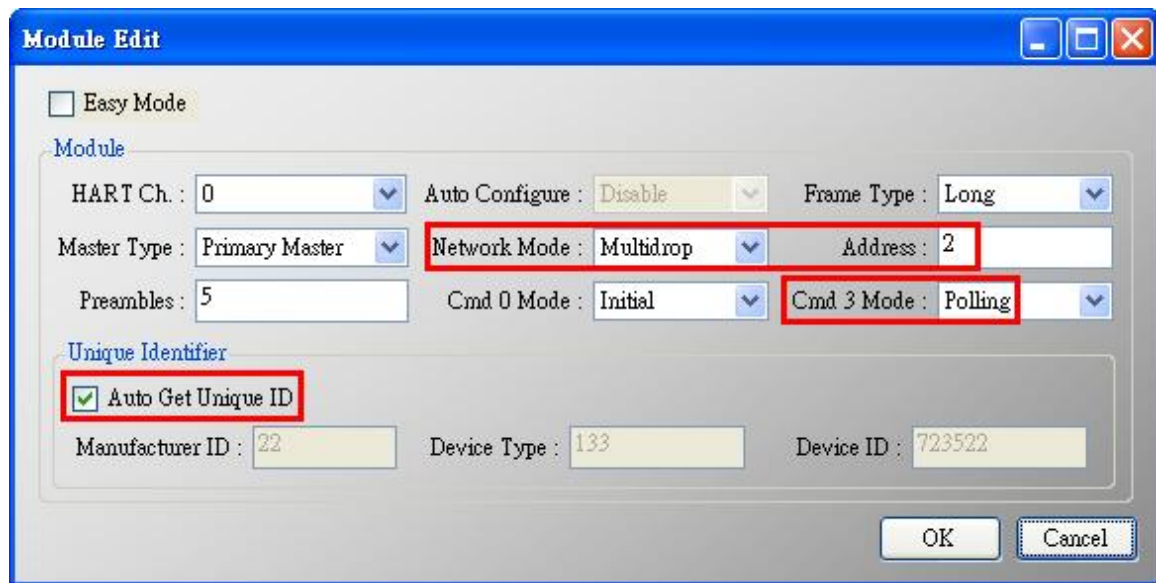 Module Edit
Easy Mode
Module
HART Ch. : 0 Auto Configure : Disable Frame Type : Long
Master Type : Primary Master Network Mode : Multidrop Address : 2
Preambles : 5 Cmd 0 Mode : Initial Cmd 3 Mode : Polling
Unique Identifier
Auto Get Unique ID
Manufacturer ID : 22 Device Type : 133 Device ID : 723522
OK Cancel